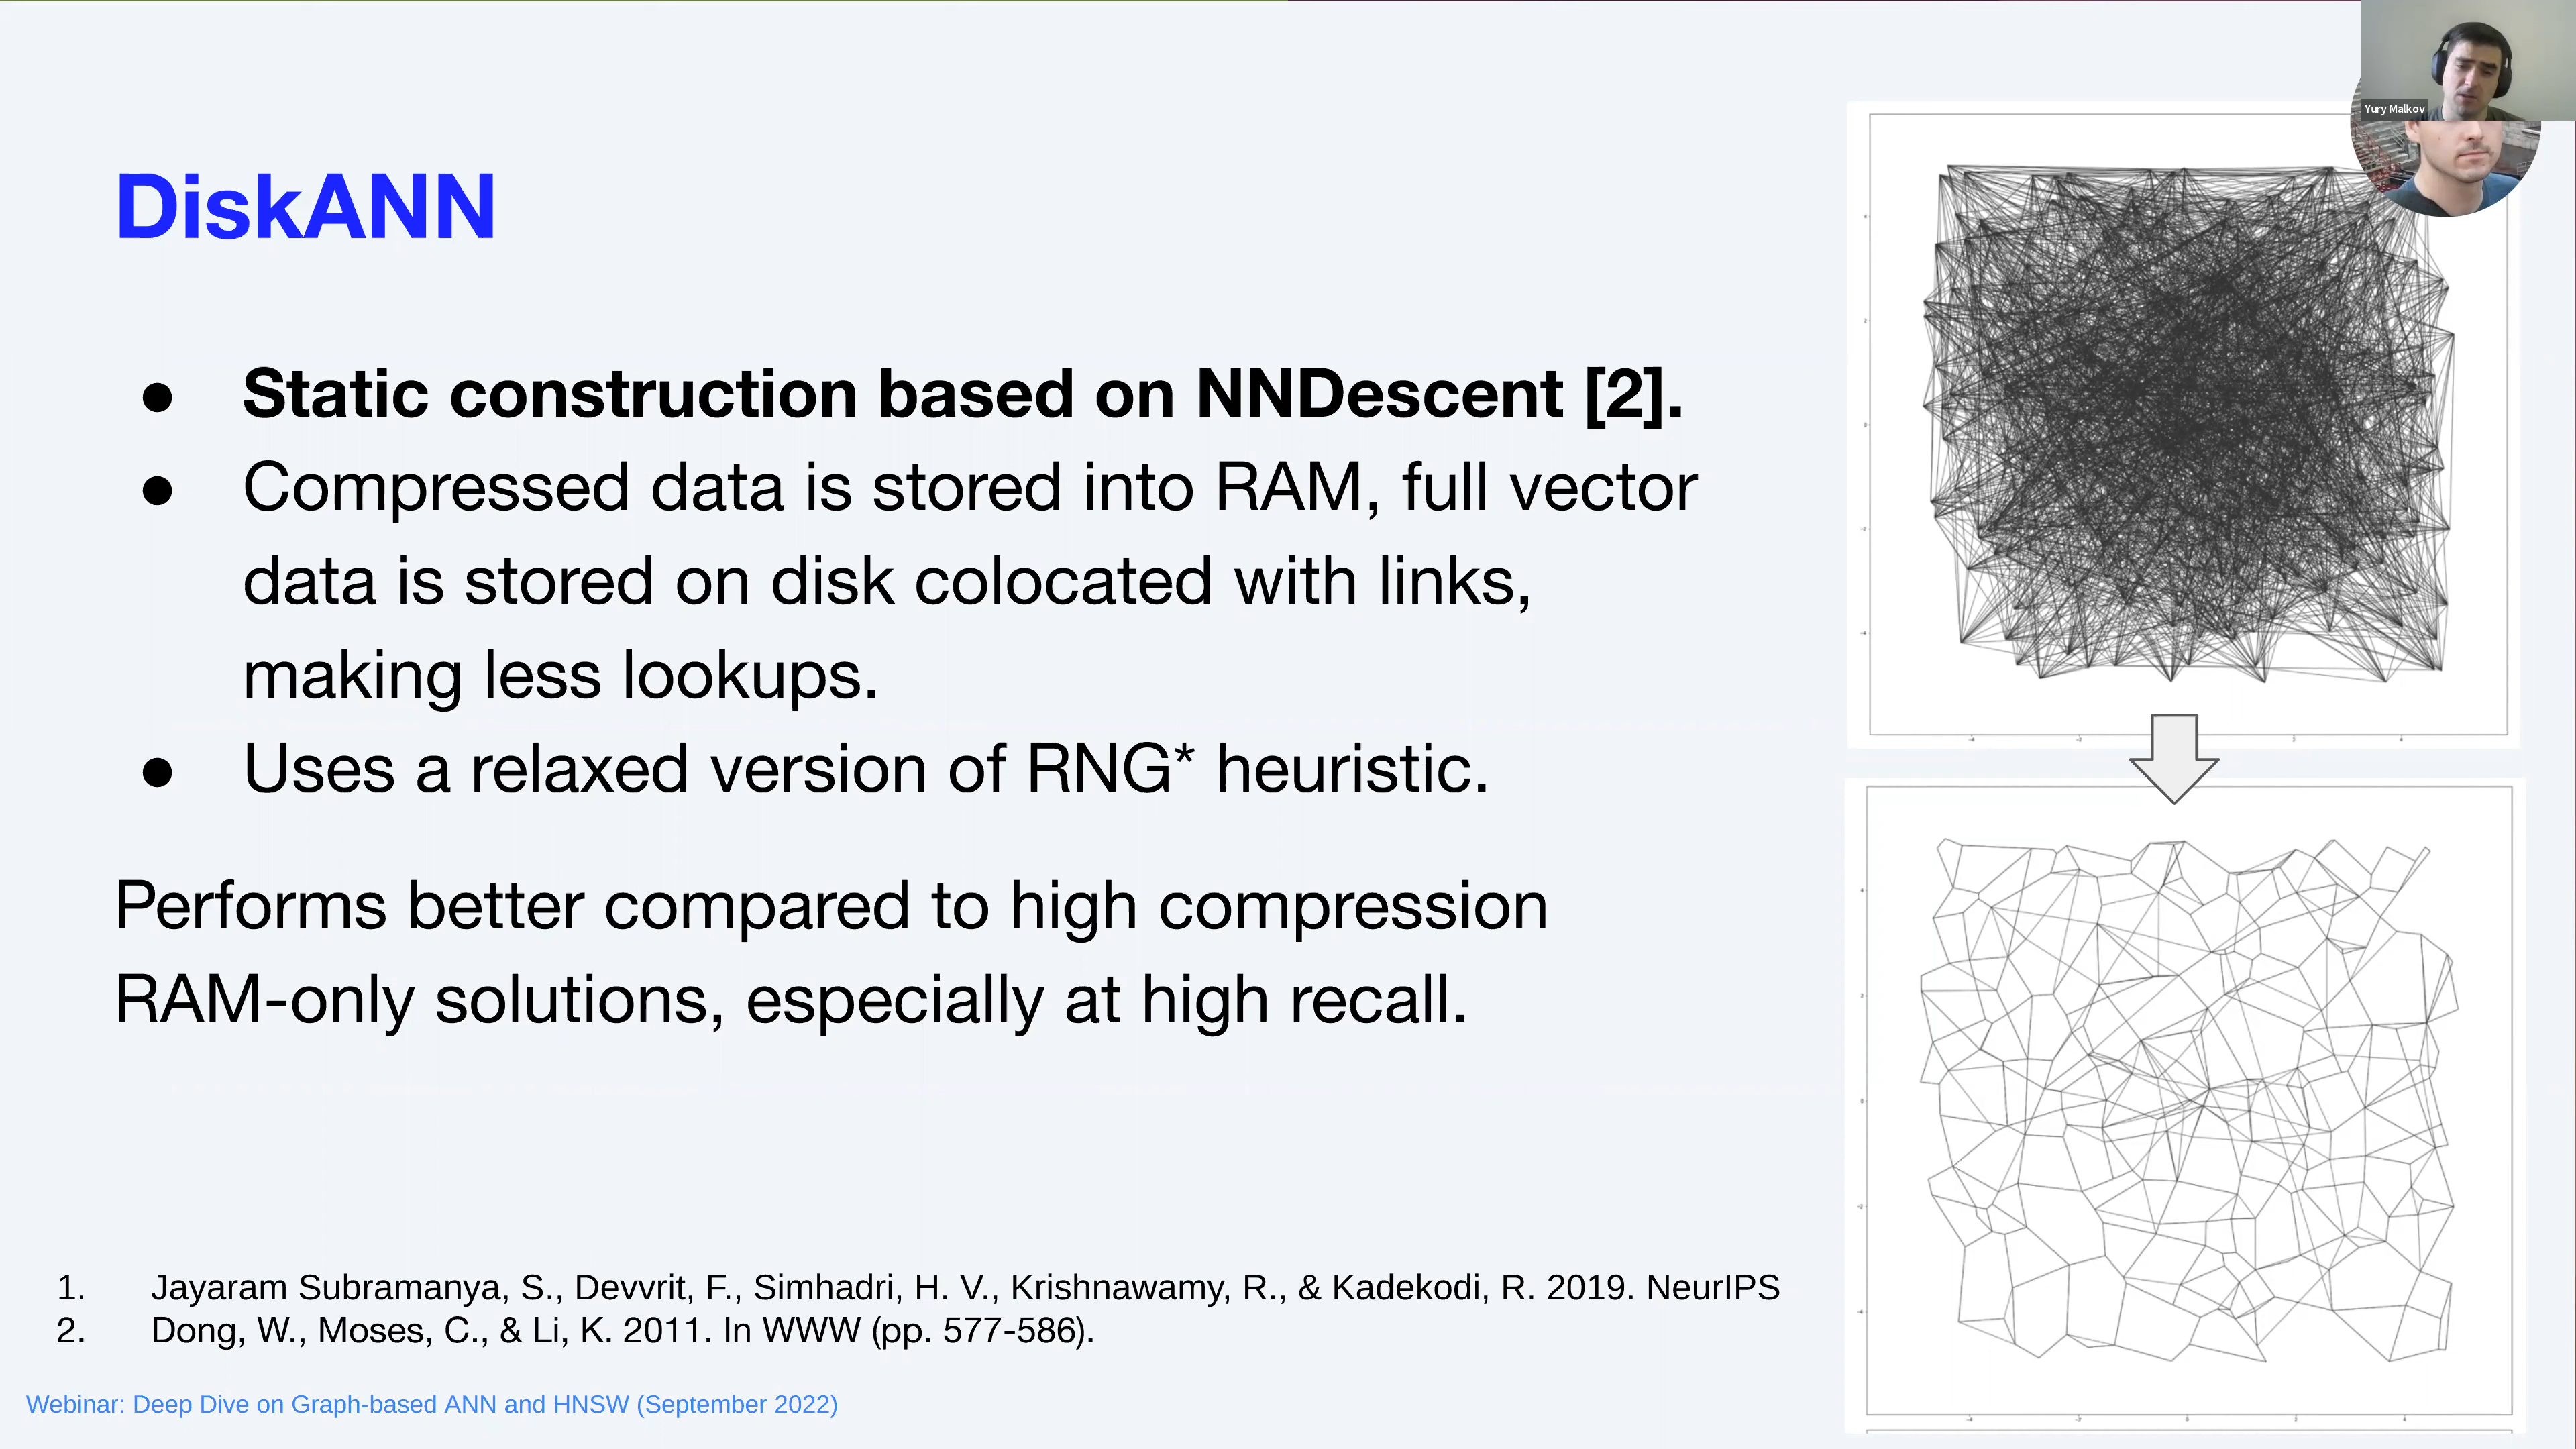 Yury Malkov
DiskANN
● Static construction based on NNDescent [2].
● Compressed data is stored into RAM, full vector
data is stored on disk colocated with links,
making less lookups.
● Uses a relaxed version of RNG* heuristic.
Performs better compared to high compression
RAM-only solutions, especially at high recall.
1. Jayaram Subramanya, S., Devvrit, F., Simhadri, H. V., Krishnawamy, R., & Kadekodi, R. 2019. NeurIPS
2. Dong, W., Moses, C., & Li, K. 2011. In WWW (pp. 577-586).
Webinar: Deep Dive on Graph-based ANN and HNSW (September 2022)